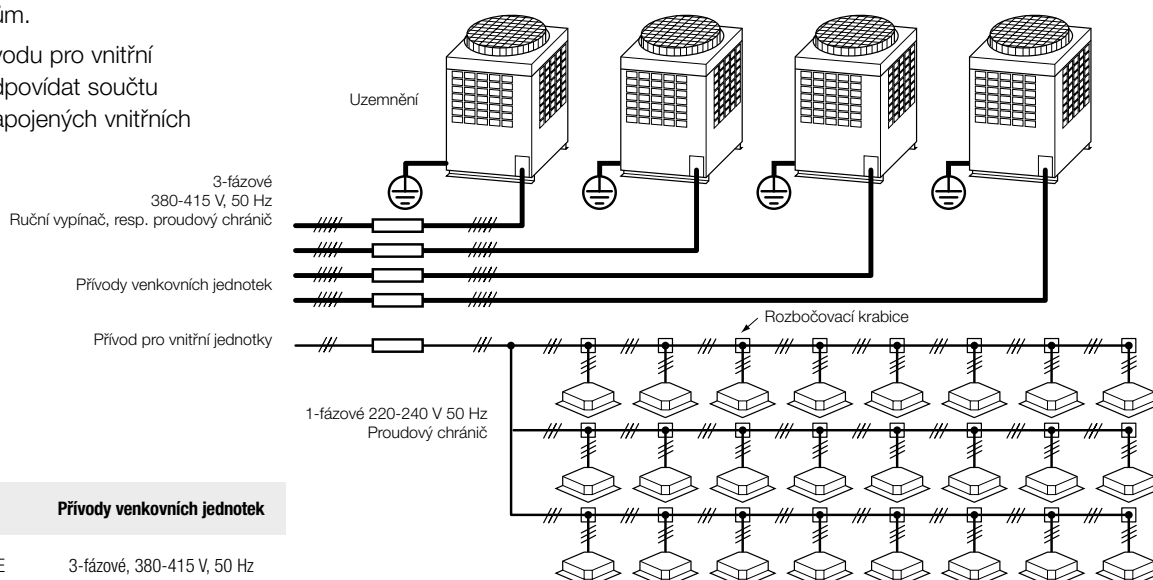 ům.
vodu pro vnitřní
dpovídat součtu
apojených vnitřních
Uzemnění
3-fázové
380-415 V, 50 Hz
Ruční vypínač, resp. proudový chránič
Přívody venkovních jednotek
Přívod pro vnitřní jednotky
Rozbočovací krabice
1-fázové 220-240 V 50 Hz
Proudový chránič
Přívody venkovních jednotek
E 3-fázové, 380-415 V, 50 Hz